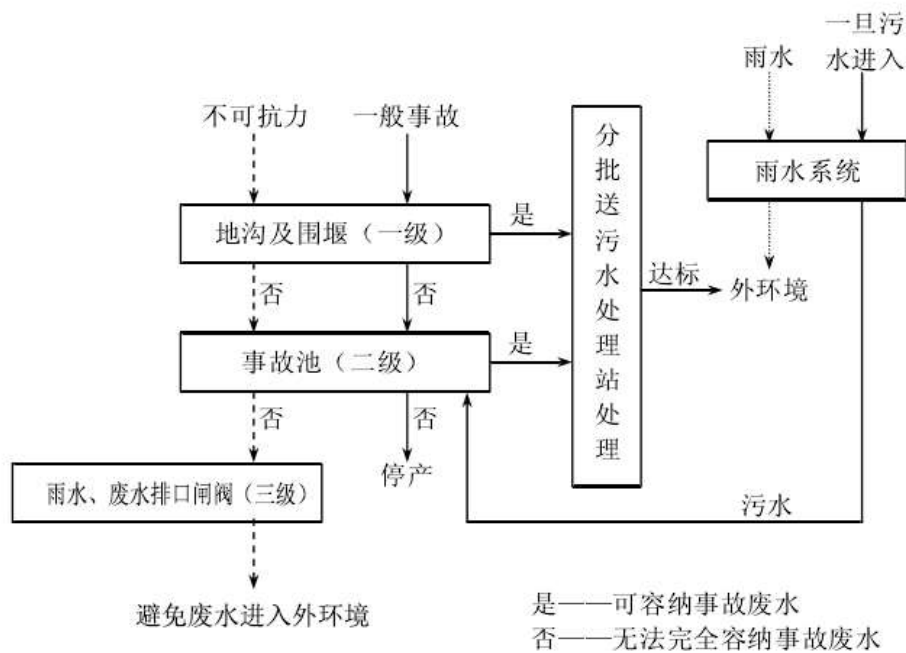 一旦污
水进入
雨水
不可抗力
一般事故
分批送污水处理站处理
雨水系统
地沟及围堰（一级）
是
达标
外环境
否
否
事故池（二级）
是
否
否
停产
雨水、废水排口闸阀（三级）
污水
避免废水进入外环境
是——可容纳事故废水
否——无法完全容纳事故废水